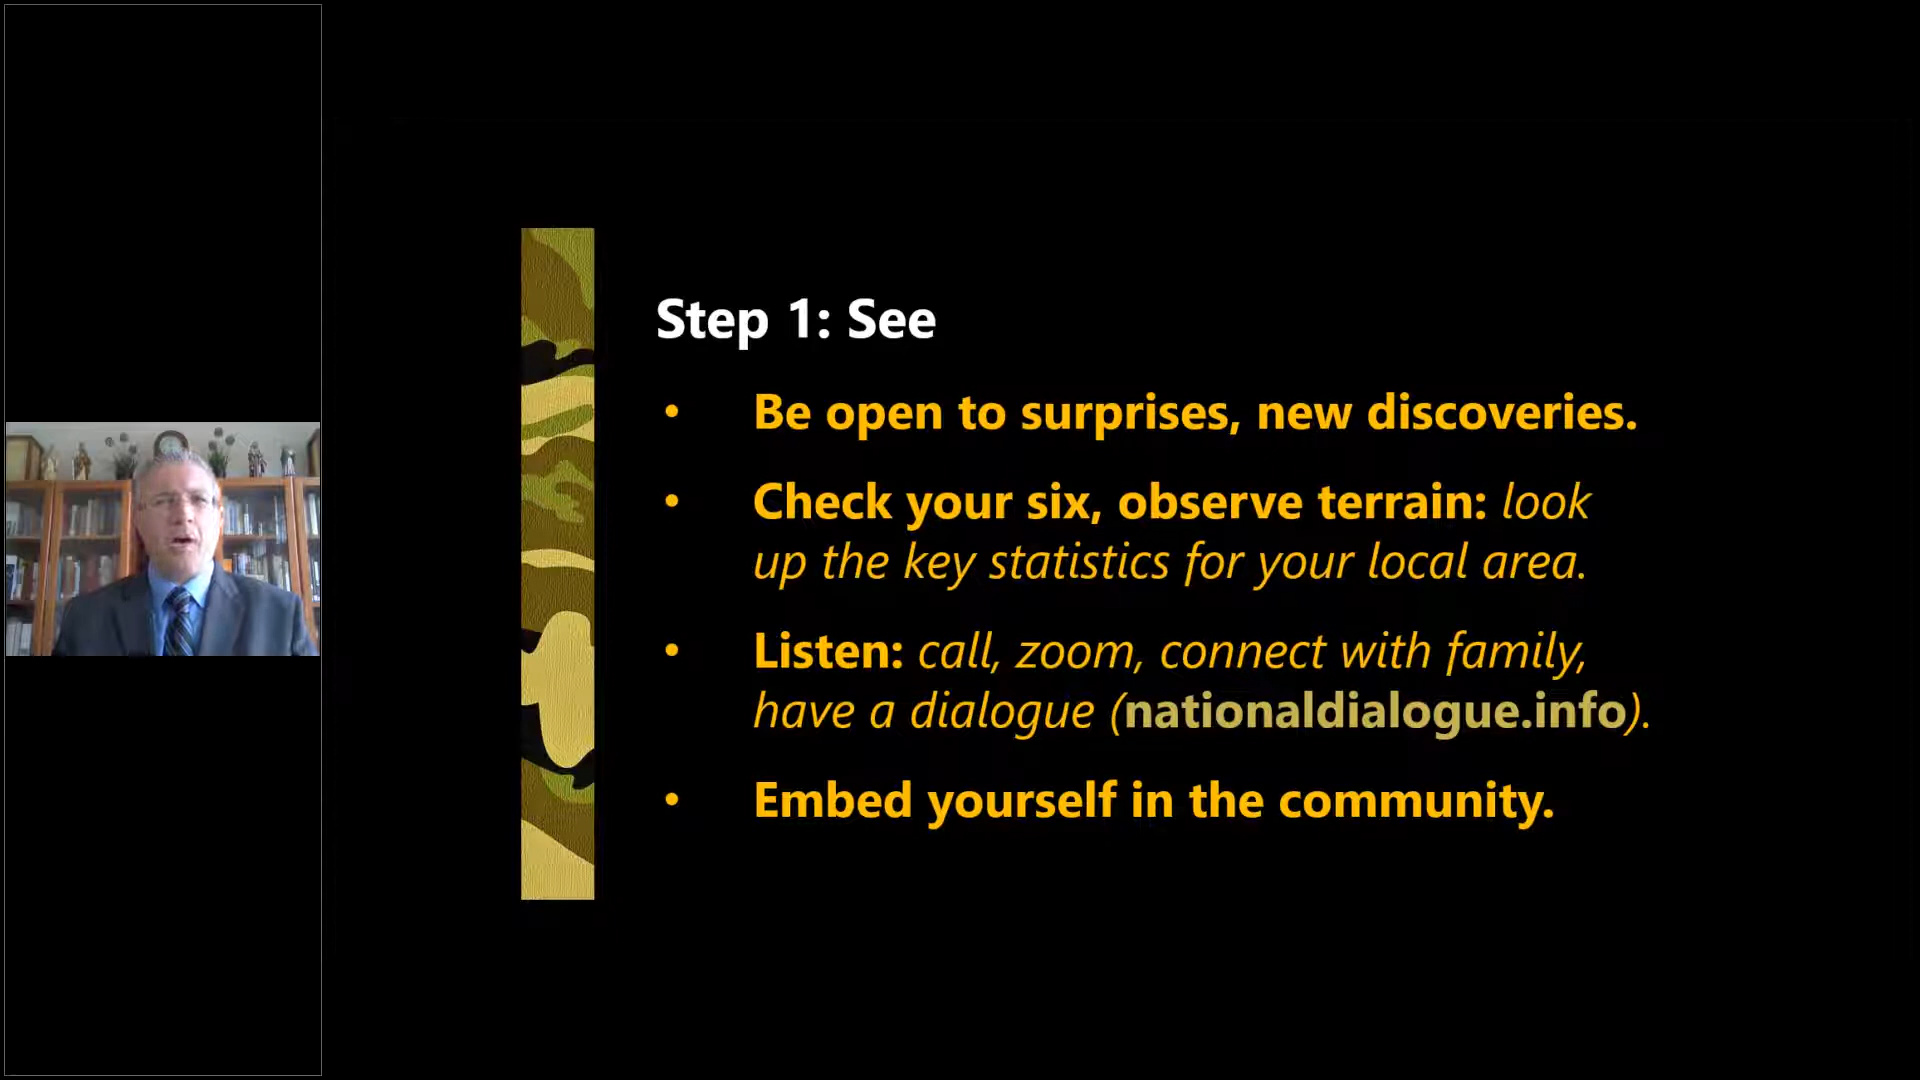 Step 1: See
• Be open to surprises, new discoveries.
• Check your six, observe terrain: look
up the key statistics for your local area.
• Listen: call, zoom, connect with family,
have a dialogue (nationaldialogue.info).
• Embed yourself in the community.